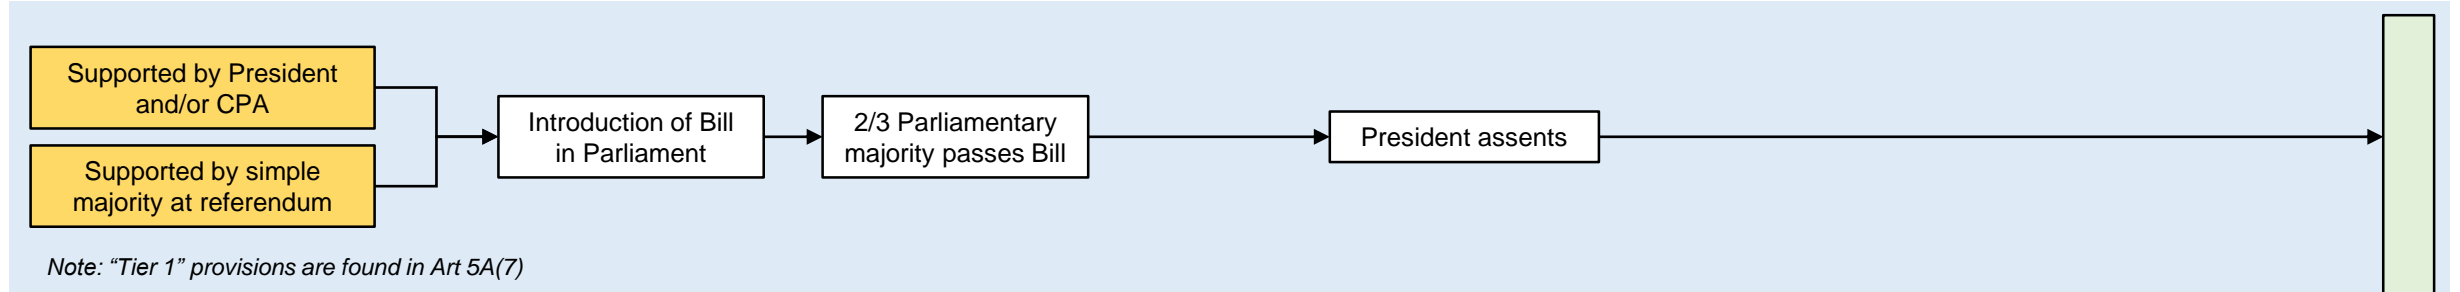 Supported by President
and/or CPA
Supported by simple
majority at referendum
Introduction of Bill
in Parliament
2/3 Parliamentary
majority passes Bill
President assents
Note: “Tier 1” provisions are found in Art 5A(7)